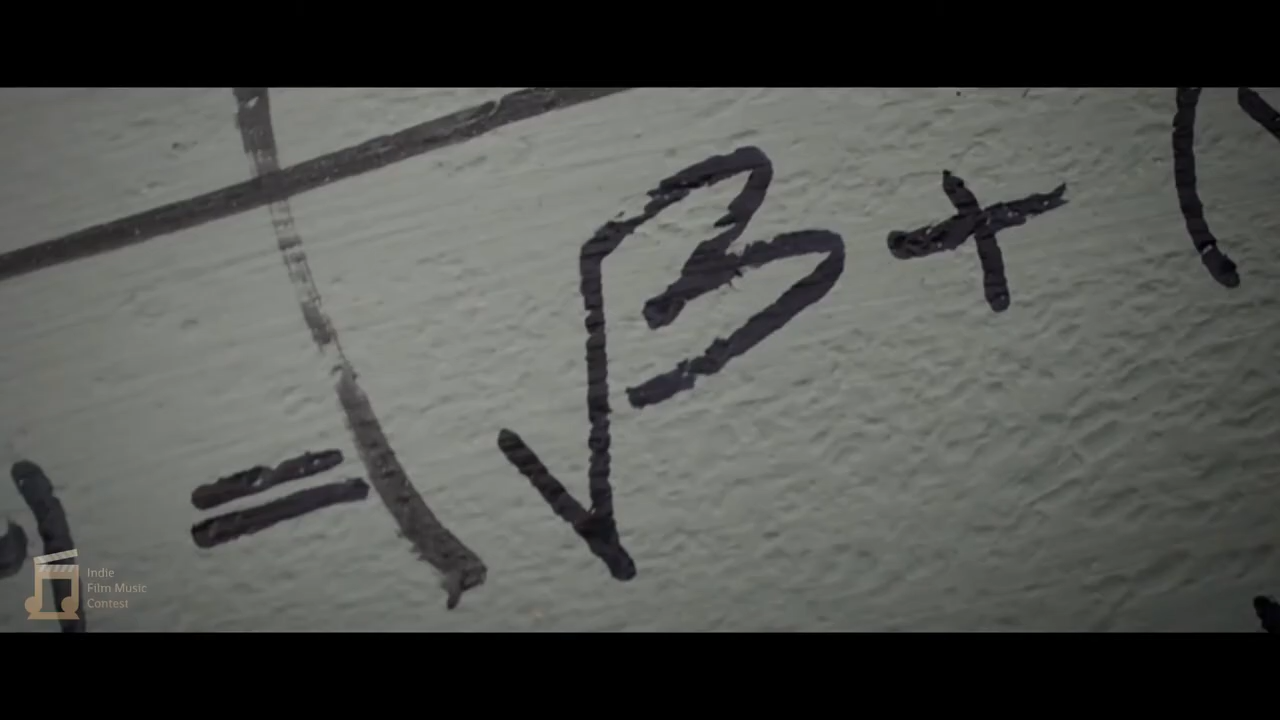 ) = √3 + (
Indie
Film Music
Contest